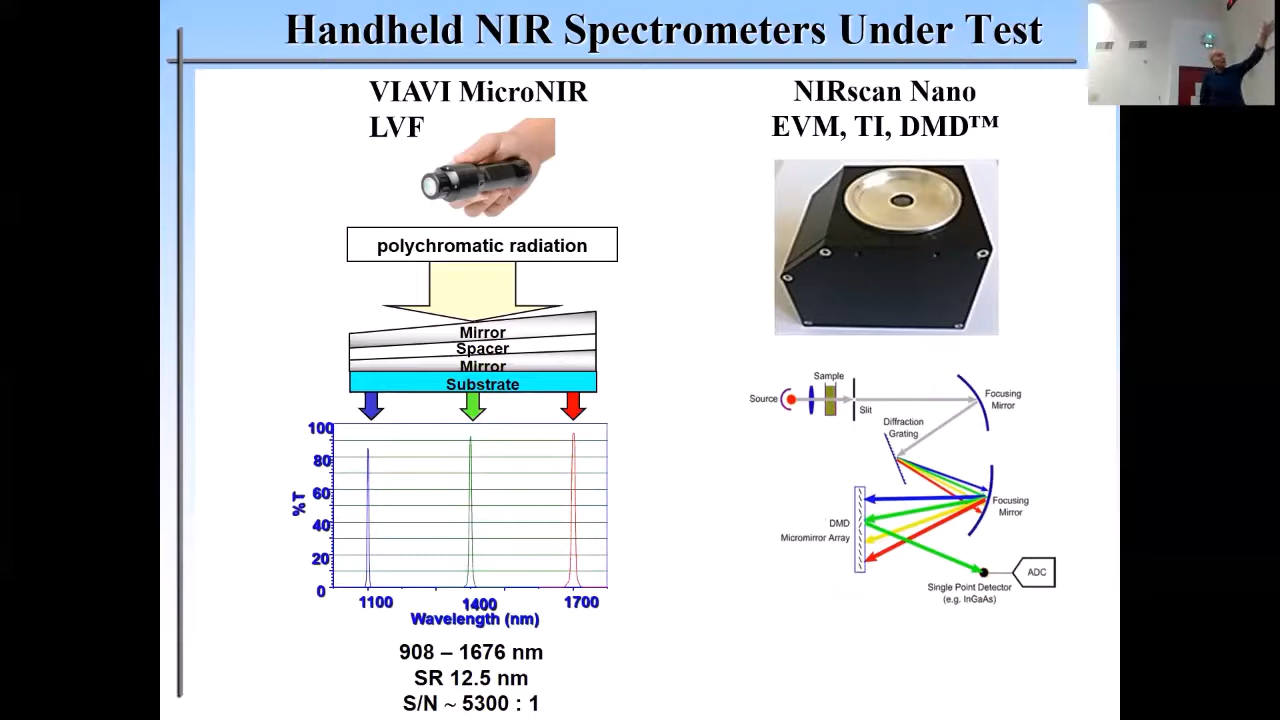 Handheld NIR Spectrometers Under Test
VIAVI MicroNIR
LVF
polychromatic radiation
Mirror
Spacer
Mirror
Substrate
100
80
60
40
20
0
%T
1100
1400
1700
Wavelength (nm)
908 – 1676 nm
SR 12.5 nm
S/N ~ 5300 : 1
NIRscan Nano
EVM, TI, DMD™
Source
Sample
Slit
Focusing
Mirror
Diffraction
Grating
Focusing
Mirror
DMD
Micromirror Array
Single Point Detector
(e.g. InGaAs)
ADC